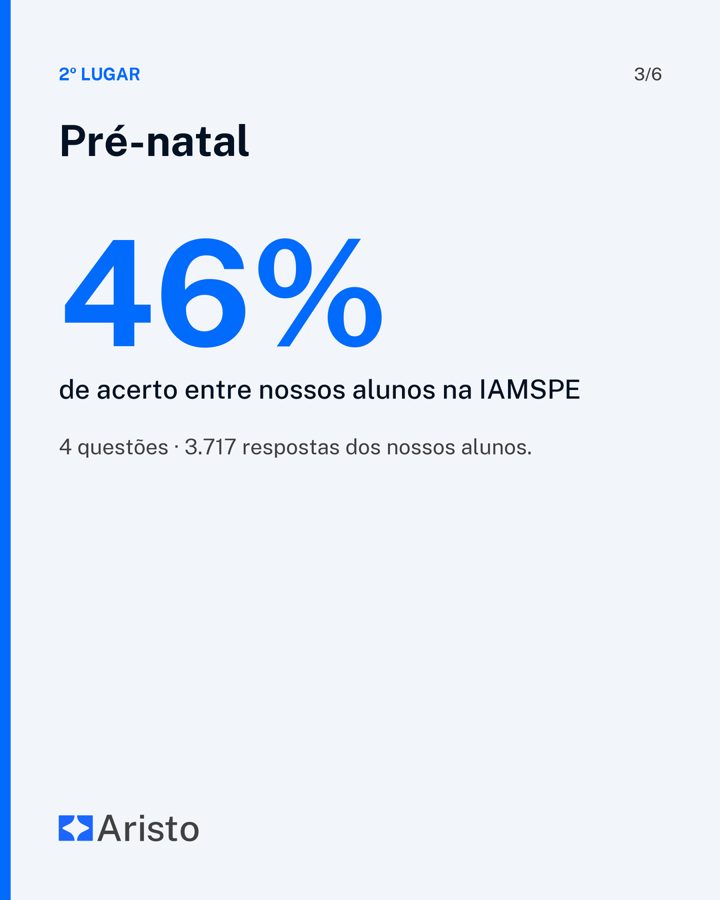 2º LUGAR
3/6
Pré-natal
46%
de acerto entre nossos alunos na IAMSPE
4 questões · 3.717 respostas dos nossos alunos.
Aristo